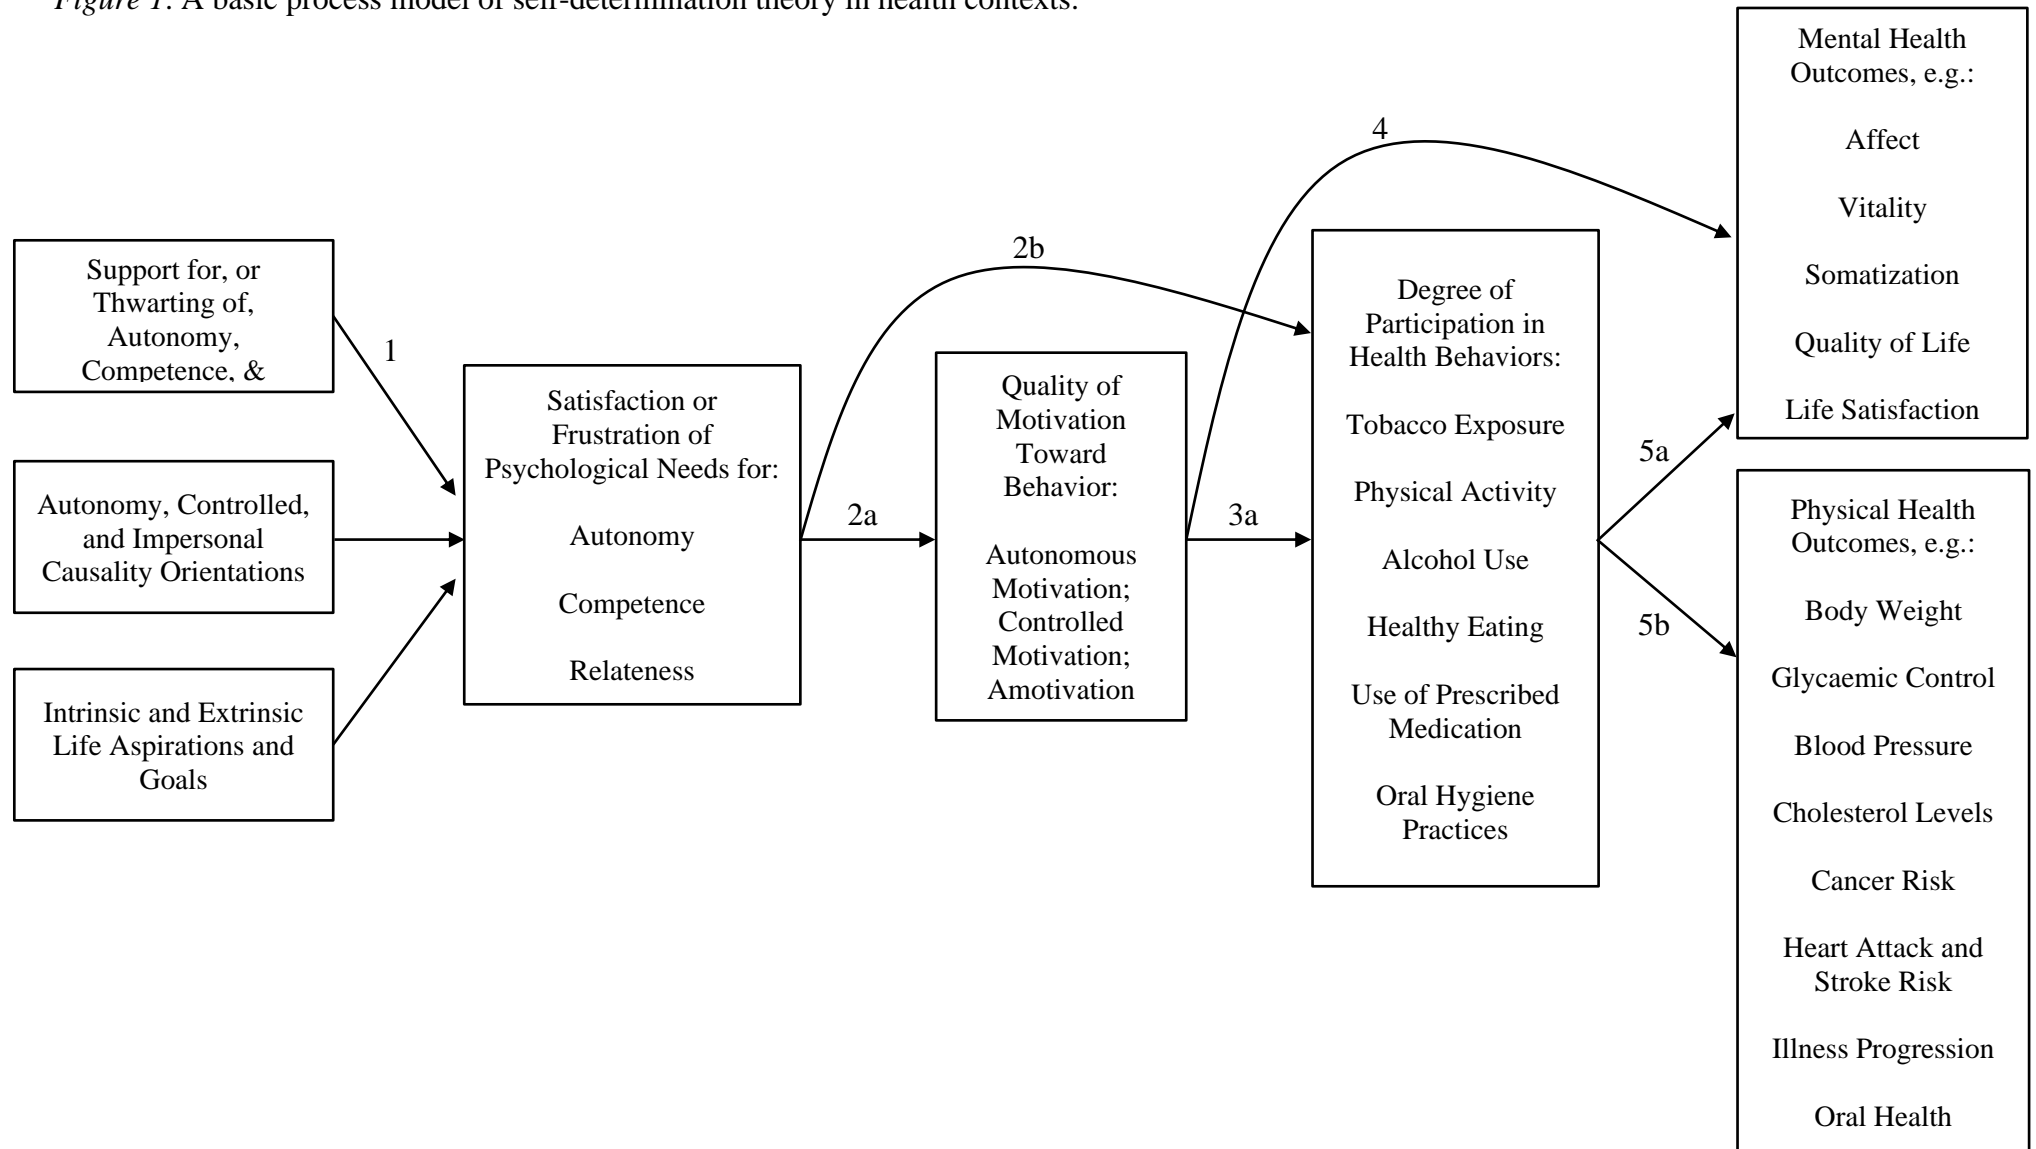 Figure 1. A basic process model of self-determination theory in health contexts.
Support for, or
Thwarting of,
Autonomy,
Competence, &
Autonomy, Controlled,
and Impersonal
Causality Orientations
Intrinsic and Extrinsic
Life Aspirations and
Goals
1
Satisfaction or
Frustration of
Psychological Needs for:
Autonomy
Competence
Relateness
2a
2b
Quality of
Motivation
Toward
Behavior:
Autonomous
Motivation;
Controlled
Motivation;
Amotivation
3a
4
Degree of
Participation in
Health Behaviors:
Tobacco Exposure
Physical Activity
Alcohol Use
Healthy Eating
Use of Prescribed
Medication
Oral Hygiene
Practices
5a
5b
Mental Health
Outcomes, e.g.:
Affect
Vitality
Somatization
Quality of Life
Life Satisfaction
Physical Health
Outcomes, e.g.:
Body Weight
Glycaemic Control
Blood Pressure
Cholesterol Levels
Cancer Risk
Heart Attack and
Stroke Risk
Illness Progression
Oral Health